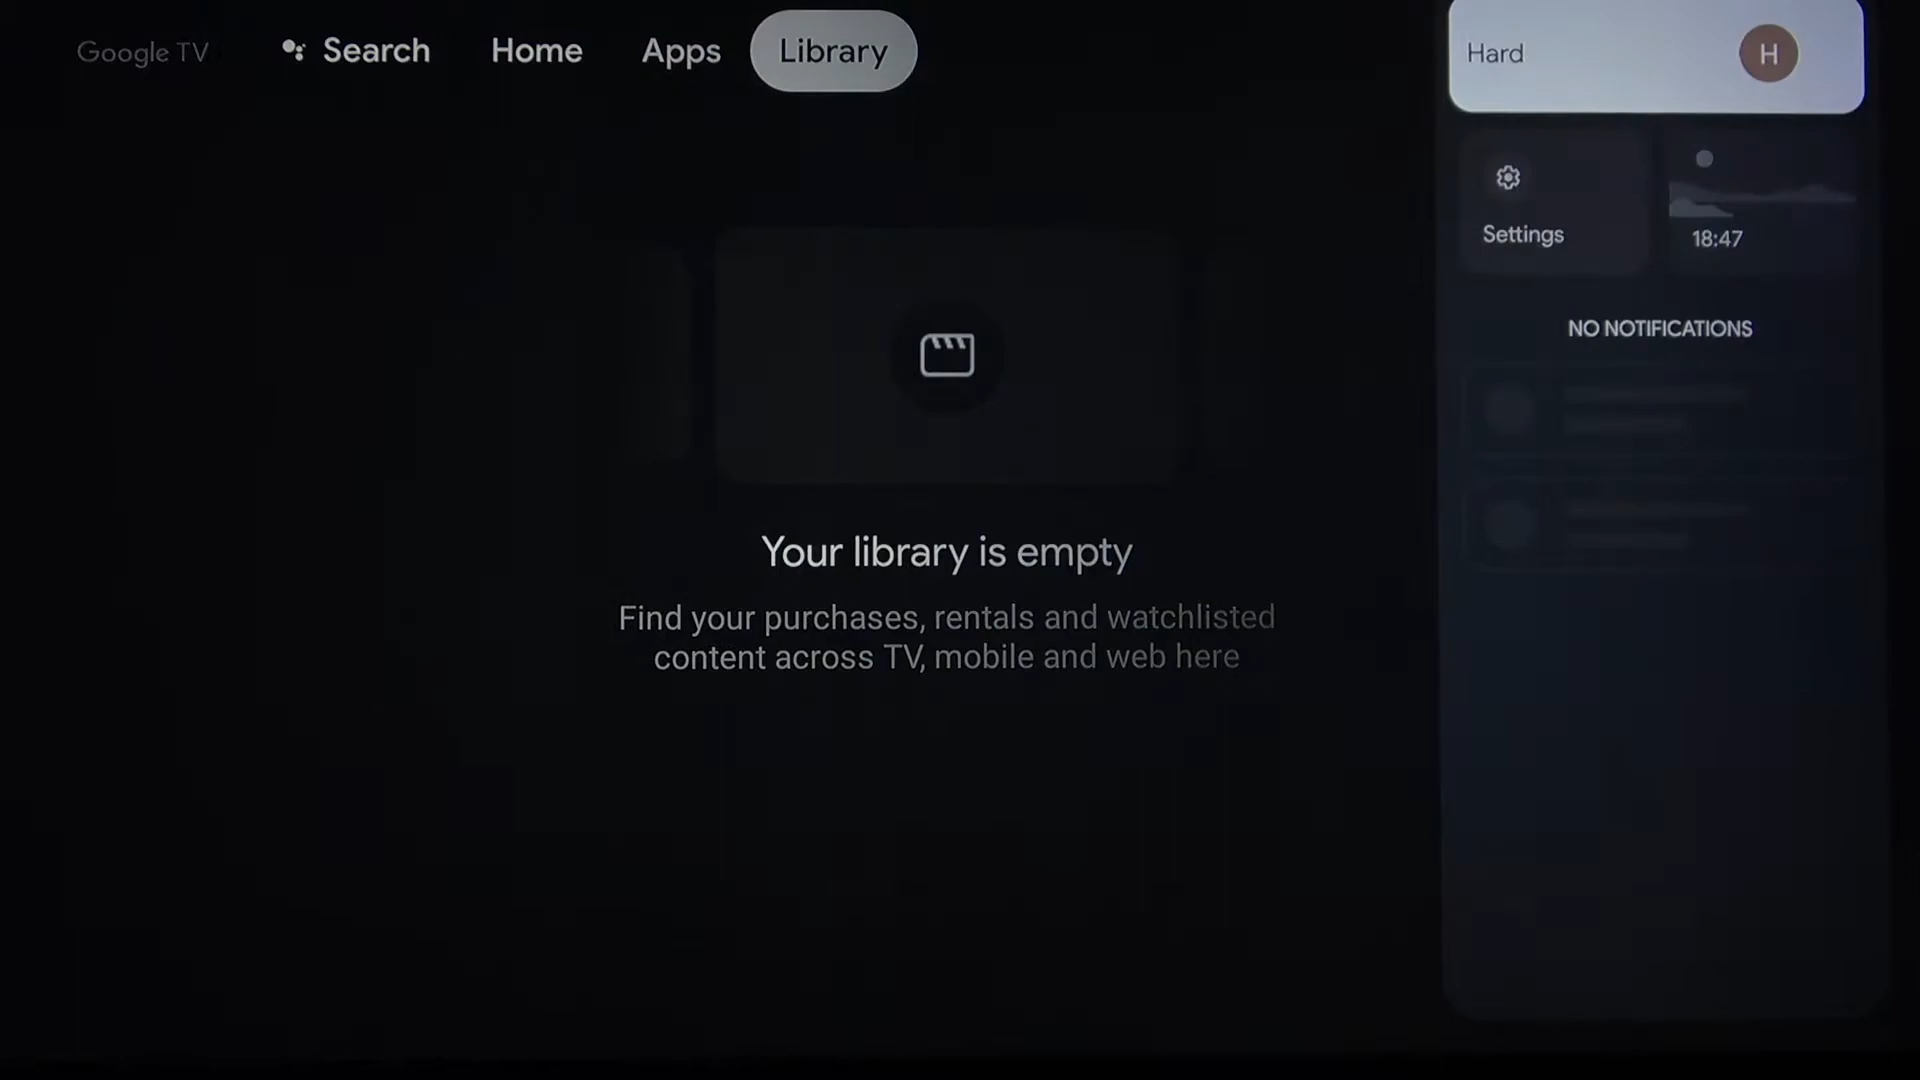 Google TV
Search
Home
Apps
Library
Hard
H
Settings
18:47
NO NOTIFICATIONS
Your library is empty
Find your purchases, rentals and watchlisted
content across TV, mobile and web here